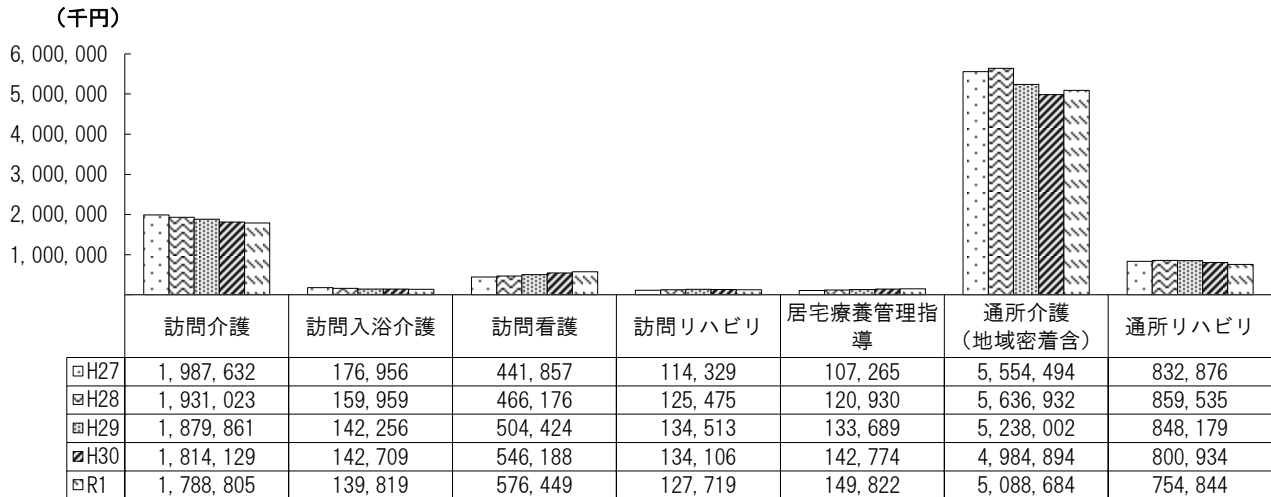 （千円）
6,000,000
5,000,000
4,000,000
3,000,000
2,000,000
1,000,000
訪問介護 訪問入浴介護 訪問看護 訪問リハビリ 居宅療養管理指導 通所介護（地域密着含） 通所リハビリ
H27 1,987,632 176,956 441,857 114,329 107,265 5,554,494 832,876
H28 1,931,023 159,959 466,176 125,475 120,930 5,636,932 859,535
H29 1,879,861 142,256 504,424 134,513 133,689 5,238,002 848,179
H30 1,814,129 142,709 546,188 134,106 142,774 4,984,894 800,934
R1 1,788,805 139,819 576,449 127,719 149,822 5,088,684 754,844